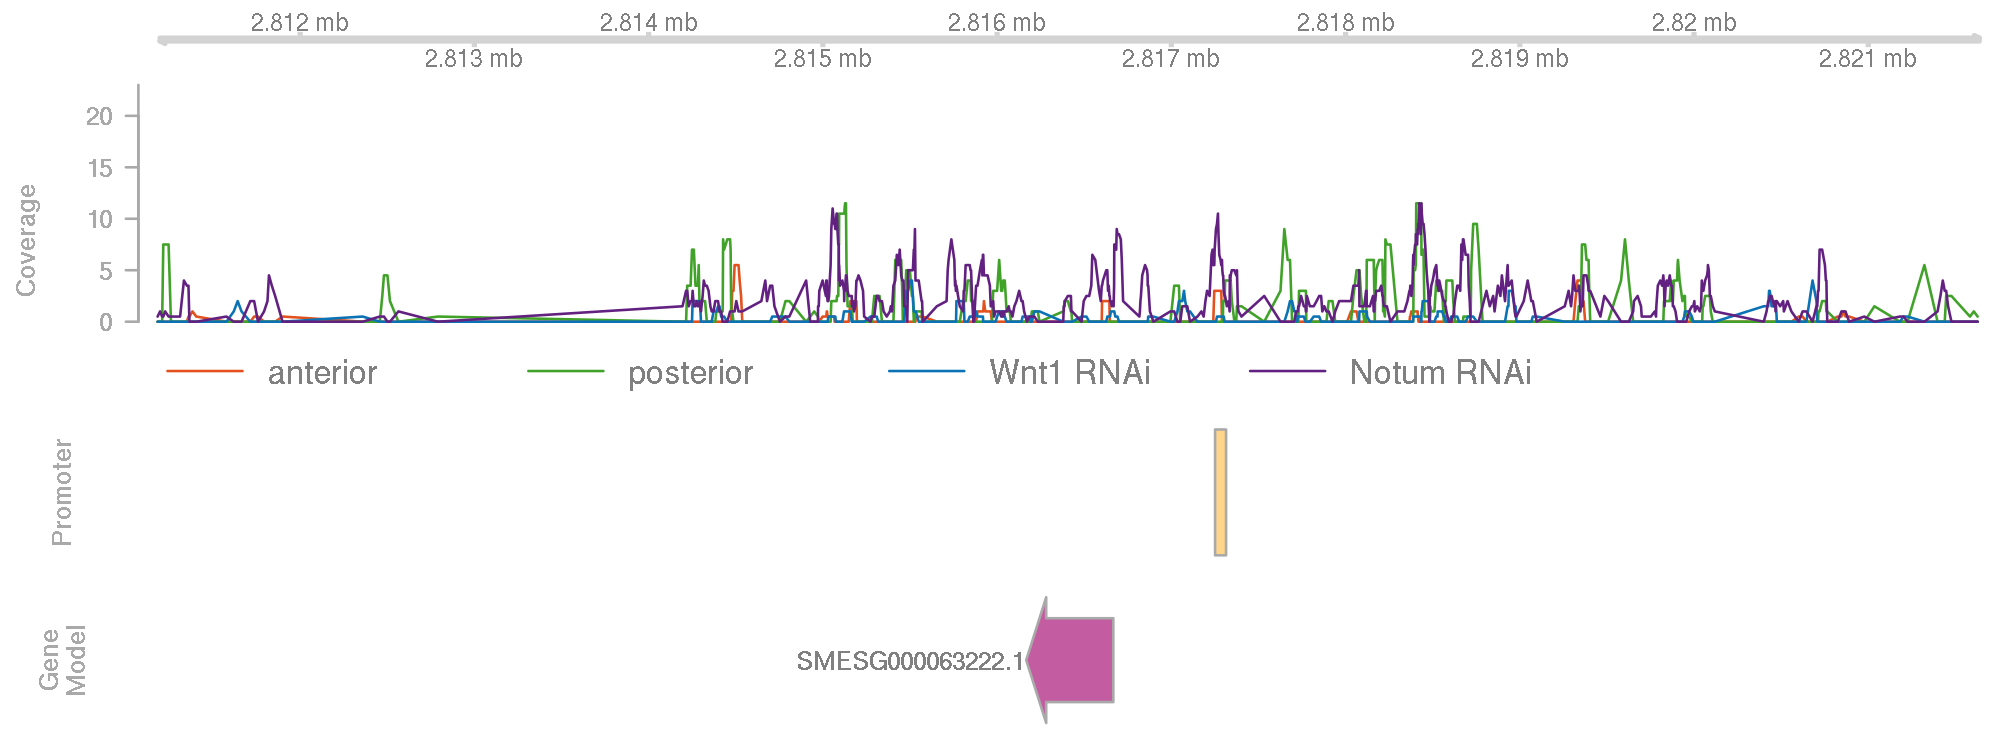 2.812 mb 2.814 mb 2.816 mb 2.818 mb 2.82 mb
2.813 mb 2.815 mb 2.817 mb 2.819 mb 2.821 mb
Coverage
20
15
10
5
0
anterior posterior Wnt1 RNAi Notum RNAi
Promoter
Gene
Model
SMESG000063222.1